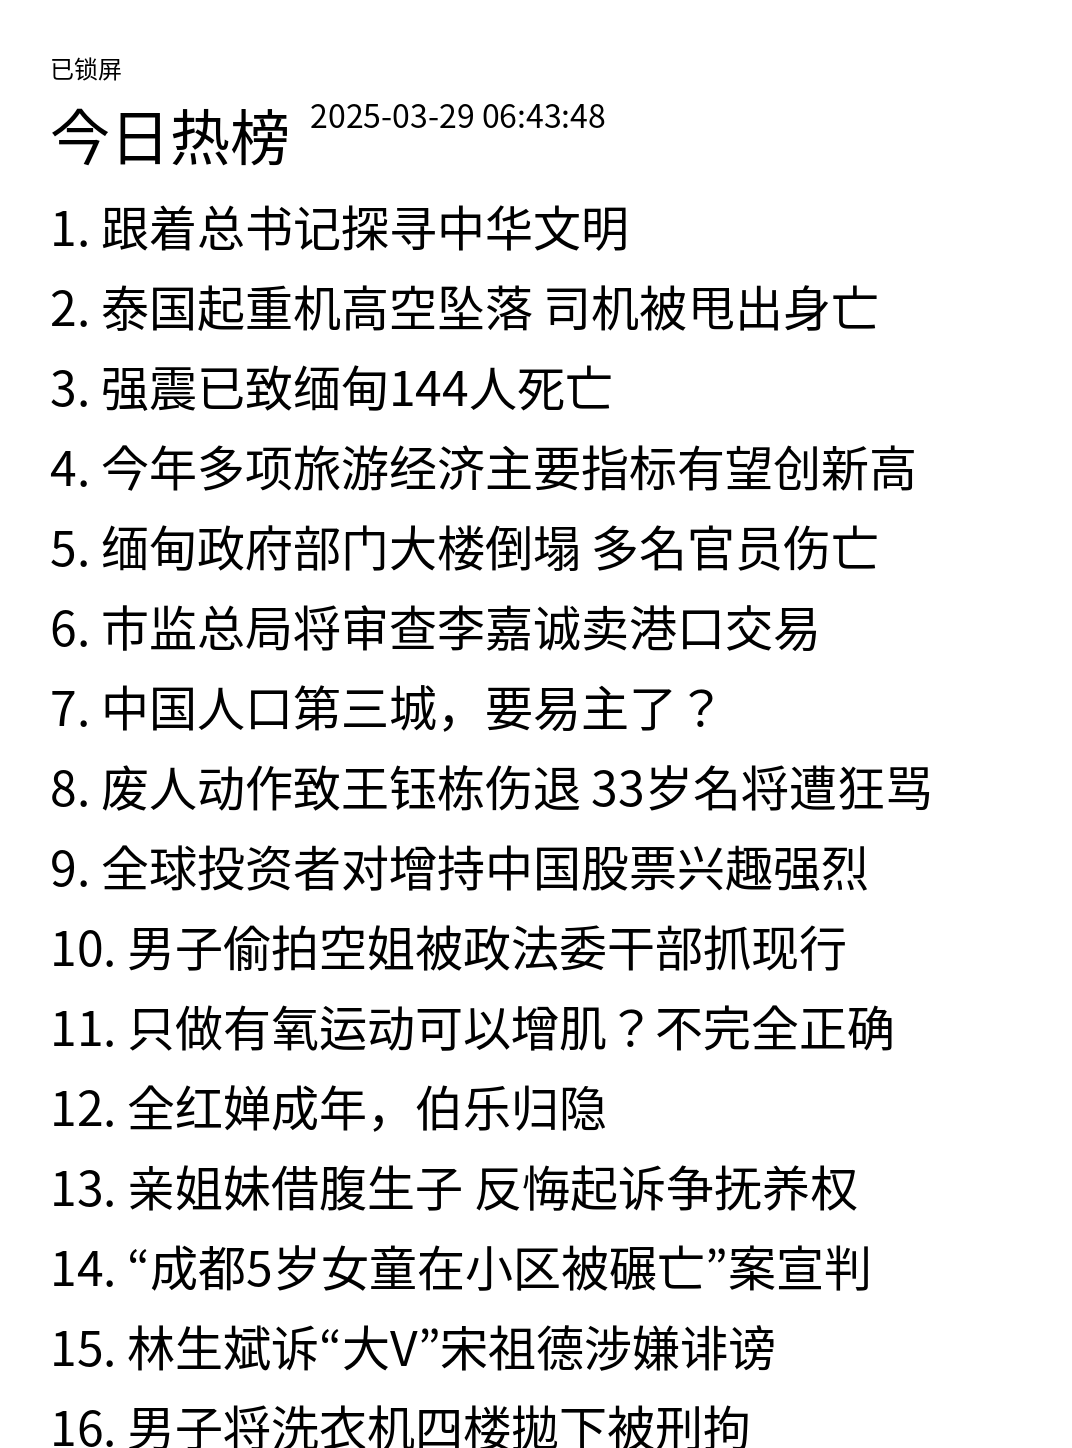 已锁屏
今日热榜 2025-03-29 06:43:48
1. 跟着总书记探寻中华文明
2. 泰国起重机高空坠落 司机被甩出身亡
3. 强震已致缅甸144人死亡
4. 今年多项旅游经济主要指标有望创新高
5. 缅甸政府部门大楼倒塌 多名官员伤亡
6. 市监总局将审查李嘉诚卖港口交易
7. 中国人口第三城，要易主了？
8. 废人动作致王钰栋伤退 33岁名将遭狂骂
9. 全球投资者对增持中国股票兴趣强烈
10. 男子偷拍空姐被政法委干部抓现行
11. 只做有氧运动可以增肌？不完全正确
12. 全红婵成年，伯乐归隐
13. 亲姐妹借腹生子 反悔起诉争抚养权
14. “成都5岁女童在小区被碾亡”案宣判
15. 林生斌诉“大V”宋祖德涉嫌诽谤
16. 男子将洗衣机四楼抛下被刑拘